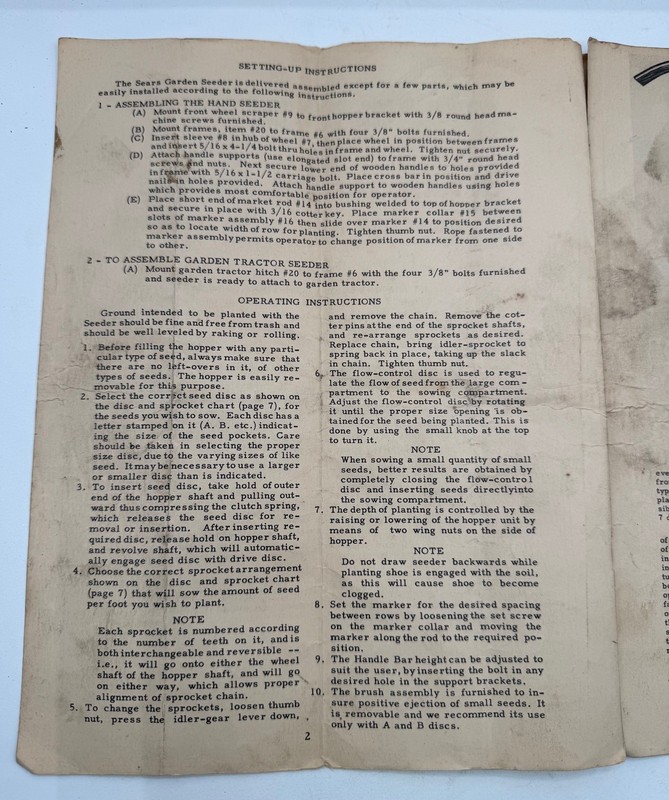 SETTING-UP INSTRUCTIONS
The Sears Garden Seeder is delivered assembled except for a few parts, which may be
easily installed according to the following instructions.
1 - ASSEMBLING THE HAND SEEDER
(A) Mount front wheel scraper #9 to front hopper bracket with 3/8 round head ma-
chine screws furnished.
(B) Mount frames, item #20 to frame #6 with four 3/8" bolts furnished.
(C) Insert sleeve #8 in hub of wheel #7, then place wheel in position between frames
and insert 5/16 x 4-1/4 bolt thru holes in frame and wheel. Tighten nut securely.
(D) Attach handle supports (use elongated slot end) to frame with 3/4" round head
screws and nuts. Next secure lower end of wooden handles to holes provided
in frame with 5/16 x 1-1/2 carriage bolt. Place cross bar in position and drive
nails in holes provided. Attach handle support to wooden handles using holes
which provides most comfortable position for operator.
(E) Place short end of market rod #14 into bushing welded to top of hopper bracket
and secure in place with 3/16 cotter key. Place marker collar #15 between
slots of marker assembly #16 then slide over marker #14 to position desired
so as to locate width of row for planting. Tighten thumb nut. Rope fastened to
marker assembly permits operator to change position of marker from one side
to other.
2 - TO ASSEMBLE GARDEN TRACTOR SEEDER
(A) Mount garden tractor hitch #20 to frame #6 with the four 3/8" bolts furnished
and seeder is ready to attach to garden tractor.
OPERATING INSTRUCTIONS
Ground intended to be planted with the
Seeder should be fine and free from trash and
should be well leveled by raking or rolling.
1. Before filling the hopper with any parti-
cular type of seed, always make sure that
there are no left-overs in it, of other
types of seeds. The hopper is easily re-
movable for this purpose.
2. Select the correct seed disc as shown on
the disc and sprocket chart (page 7), for
the seeds you wish to sow. Each disc has a
letter stamped on it (A. B. etc.) indicat-
ing the size of the seed pockets. Care
should be taken in selecting the proper
size disc, due to the varying sizes of like
seed. It may be necessary to use a larger
or smaller disc than is indicated.
3. To insert seed disc, take hold of outer
end of the hopper shaft and pulling out-
ward thus compressing the clutch spring,
which releases the seed disc for re-
moval or insertion. After inserting re-
quired disc, release hold on hopper shaft,
and revolve shaft, which will automatic-
ally engage seed disc with drive disc.
4. Choose the correct sprocket arrangement
shown on the disc and sprocket chart
(page 7) that will sow the amount of seed
per foot you wish to plant.
NOTE
Each sprocket is numbered according
to the number of teeth on it, and is
both interchangeable and reversible --
i.e., it will go onto either the wheel
shaft of the hopper shaft, and will go
on either way, which allows proper
alignment of sprocket chain.
5. To change the sprockets, loosen thumb
nut, press the idler-gear lever down,
and remove the chain. Remove the cot-
ter pins at the end of the sprocket shafts,
and re-arrange sprockets as desired.
Replace chain, bring idler-sprocket to
spring back in place, taking up the slack
in chain. Tighten thumb nut.
6. The flow-control disc is used to regu-
late the flow of seed from the large com-
partment to the sowing compartment.
Adjust the flow-control disc by rotating
it until the proper size opening is ob-
tained for the seed being planted. This is
done by using the small knob at the top
to turn it.
NOTE
When sowing a small quantity of small
seeds, better results are obtained by
completely closing the flow-control
disc and inserting seeds directly into
the sowing compartment.
7. The depth of planting is controlled by the
raising or lowering of the hopper unit by
means of two wing nuts on the side of
hopper.
NOTE
Do not draw seeder backwards while
planting shoe is engaged with the soil,
as this will cause shoe to become
clogged.
8. Set the marker for the desired spacing
between rows by loosening the set screw
on the marker collar and moving the
marker along the rod to the required po-
sition.
9. The Handle Bar height can be adjusted to
suit the user, by inserting the bolt in any
desired hole in the support brackets.
10. The brush assembly is furnished to in-
sure positive ejection of small seeds. It
is removable and we recommend its use
only with A and B discs.
2